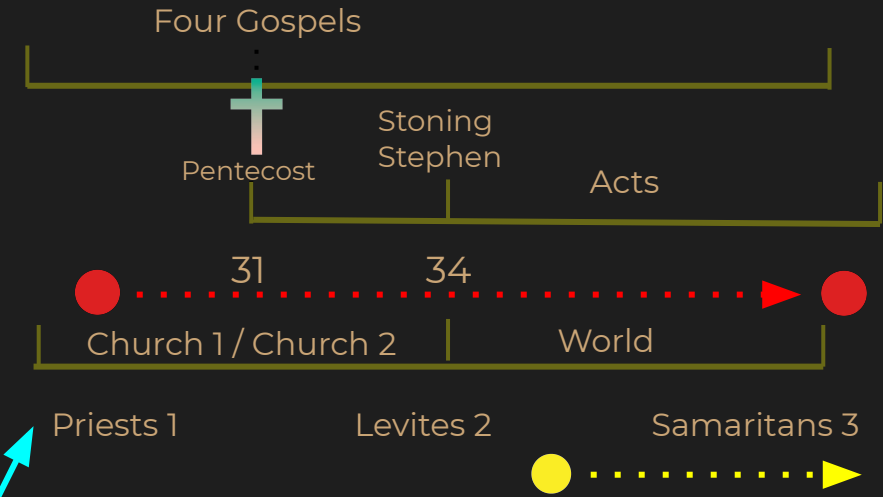 Four Gospels
Stoning
Stephen
Pentecost
Acts
31
34
Church 1 / Church 2
World
Priests 1
Levites 2
Samaritans 3